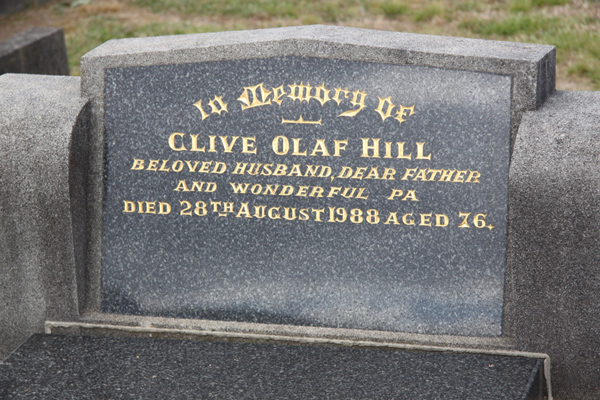 In Memory Of
CLIVE OLAF HILL
BELOVED HUSBAND, DEAR FATHER
AND WONDERFUL PA
DIED 28TH AUGUST 1988 AGED 76.